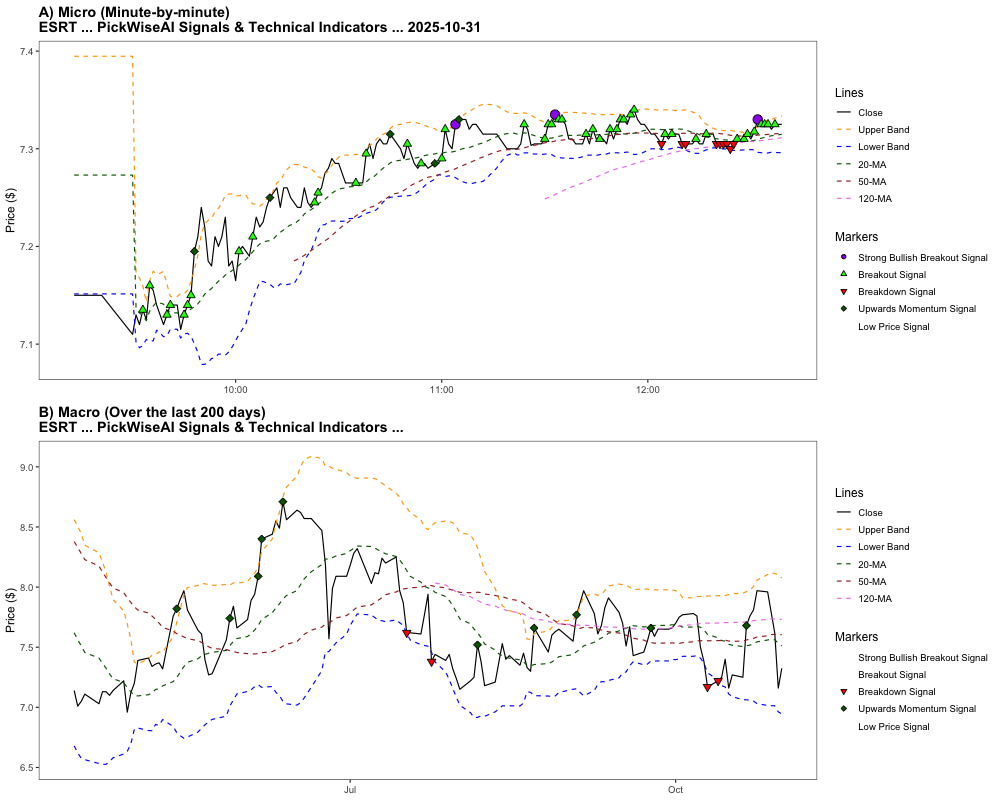 A) Micro (Minute-by-minute)
ESRT ... PickWiseAI Signals & Technical Indicators ... 2025-10-31
7.4
7.3
7.2
7.1
Price ($)
10:00
11:00
12:00
Lines
Close
Upper Band
Lower Band
20-MA
50-MA
120-MA
Markers
Strong Bullish Breakout Signal
Breakout Signal
Breakdown Signal
Upwards Momentum Signal
Low Price Signal
B) Macro (Over the last 200 days)
ESRT ... PickWiseAI Signals & Technical Indicators ...
9.0
8.5
8.0
7.5
7.0
6.5
Price ($)
Jul
Oct
Lines
Close
Upper Band
Lower Band
20-MA
50-MA
120-MA
Markers
Strong Bullish Breakout Signal
Breakout Signal
Breakdown Signal
Upwards Momentum Signal
Low Price Signal